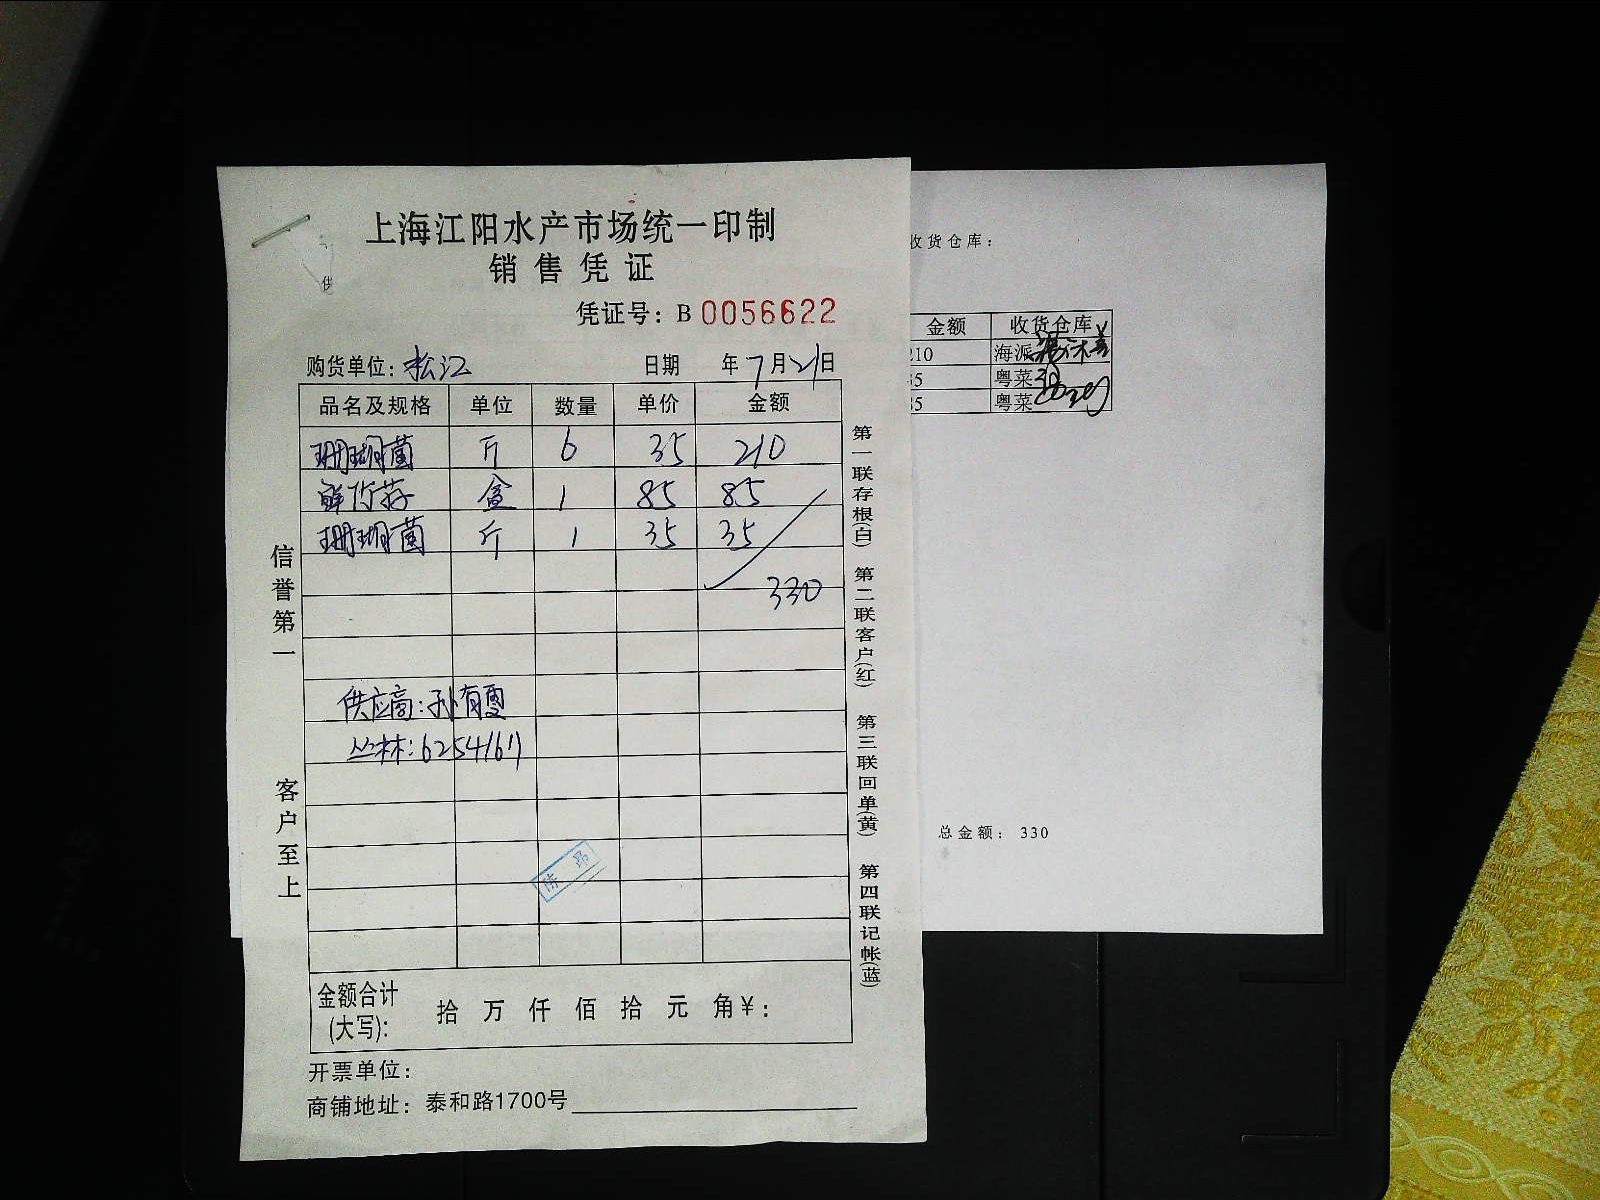 上海江阳水产市场统一印制
销售凭证
供
凭证号：B 0056622
购货单位：松江 日期 年7月21日
品名及规格 单位 数量 单价 金额
珊瑚菌 斤 6 35 210
鲜竹荪 盒 1 85 85
珊瑚菌 斤 1 35 35
330
供应商：孙有雪
丛林：6254161
陈昂
金额合计(大写)： 拾 万 仟 佰 拾 元 角 ￥：
开票单位：
商铺地址：泰和路1700号
信誉第一 客户至上
第一联存根(白) 第二联客户(红) 第三联回单(黄) 第四联记帐(蓝)
收货仓库：
金额 收货仓库
210 海派
85 粤菜
35 粤菜
总金额：330